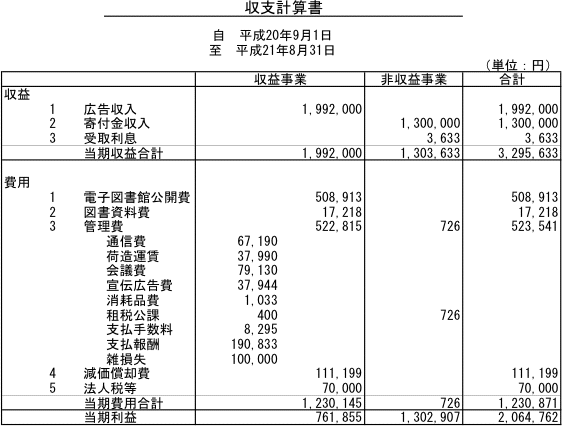 収支計算書
自　平成20年9月1日
至　平成21年8月31日
（単位：円）
収益事業　非収益事業　合計
収益
1　広告収入　1,992,000　1,992,000
2　寄付金収入　1,300,000　1,300,000
3　受取利息　3,633　3,633
当期収益合計　1,992,000　1,303,633　3,295,633
費用
1　電子図書館公開費　508,913　508,913
2　図書資料費　17,218　17,218
3　管理費　522,815　726　523,541
通信費　67,190
荷造運賃　37,990
会議費　79,130
宣伝広告費　37,944
消耗品費　1,033
租税公課　400　726
支払手数料　8,295
支払報酬　190,833
雑損失　100,000
4　減価償却費　111,199　111,199
5　法人税等　70,000　70,000
当期費用合計　1,230,145　726　1,230,871
当期利益　761,855　1,302,907　2,064,762